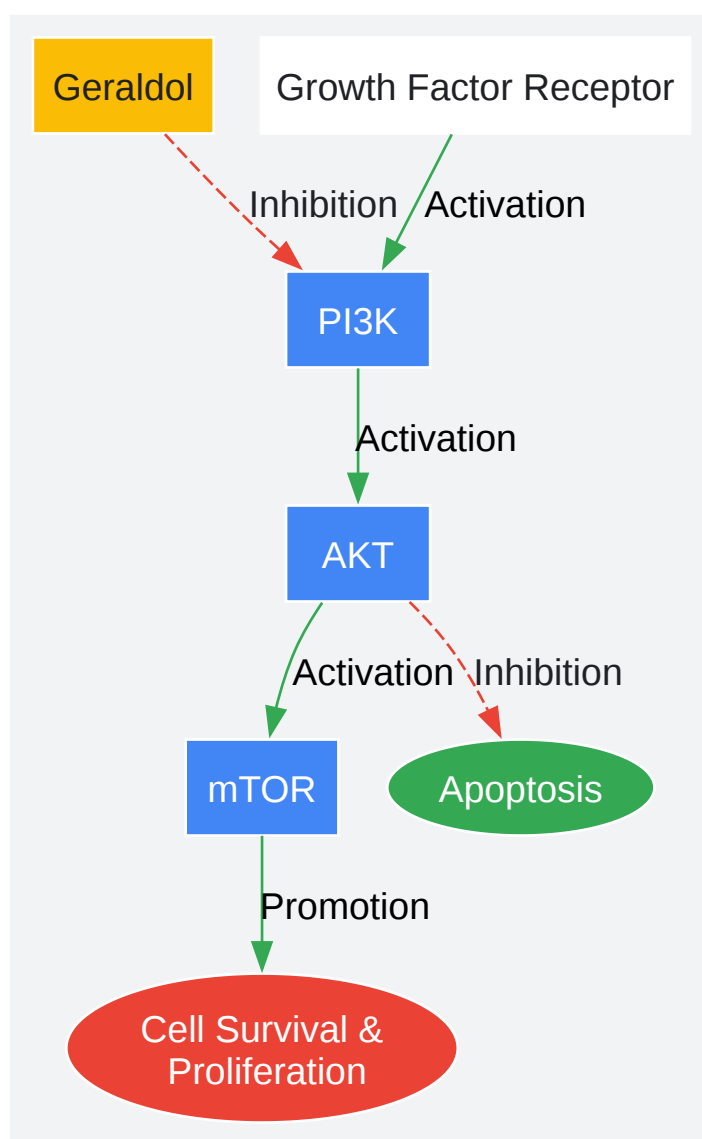 Geraldol
Growth Factor Receptor
Inhibition
Activation
PI3K
Activation
AKT
Activation
Inhibition
mTOR
Apoptosis
Promotion
Cell Survival &
Proliferation